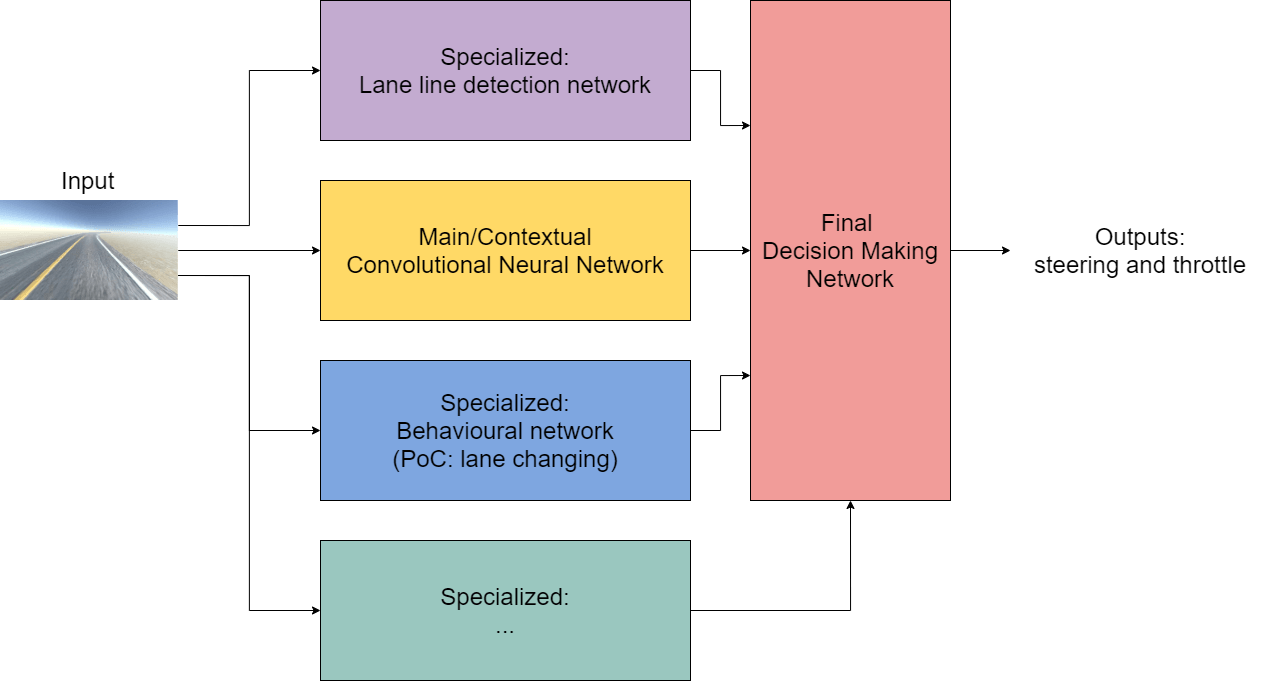 Input
Specialized:
Lane line detection network
Main/Contextual
Convolutional Neural Network
Specialized:
Behavioural network
(PoC: lane changing)
Specialized:
...
Final
Decision Making
Network
Outputs:
steering and throttle